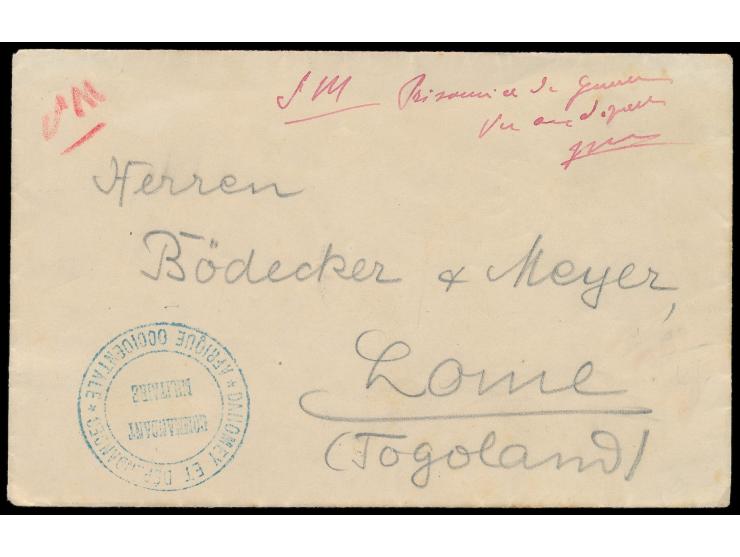 SM
SM Prisonnier de Guerre
Vu au départ
Herren
Bödecker & Meyer,
Lome
(Togoland)
DAHOMEY ET DÉPENDANCES * AFRIQUE OCCIDENTALE *
COMMANDANT
MILITAIRE